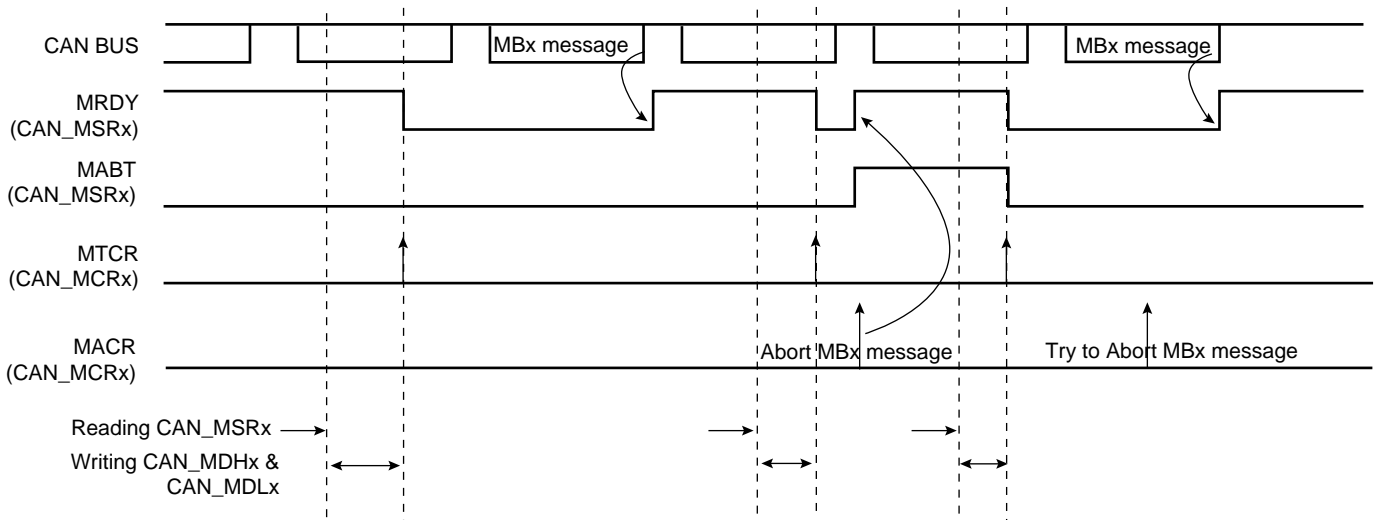 CAN BUS
MBx message
MBx message
MRDY
(CAN_MSRx)
MABT
(CAN_MSRx)
MTCR
(CAN_MCRx)
Abort MBx message
Try to Abort MBx message
MACR
(CAN_MCRx)
Reading CAN_MSRx
Writing CAN_MDHx &
CAN_MDLx